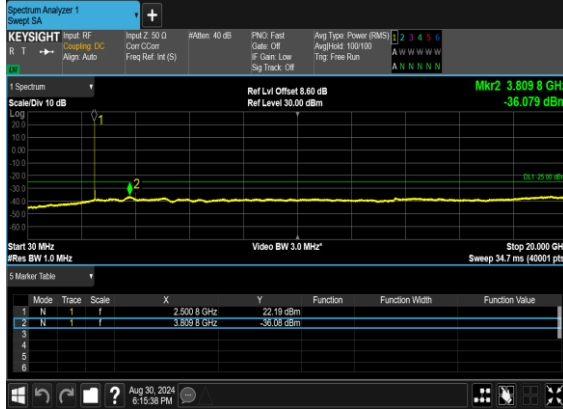 Spectrum Analyzer 1
Swept SA
+
KEYSIGHT Input: RF Input Z: 50 Ω #Atten: 40 dB PNO: Fast Avg Type: Power (RMS) 1 2 3 4 5 6
R T Coupling: DC Corr CCorr Gate: Off Avg|Hold: 100/100 A W W W W W
Align: Auto Freq Ref: Int (S) IF Gain: Low Trig: Free Run
Sig Track: Off A N N N N N
1 Spectrum Ref Lvl Offset 8.60 dB Mkr2 3.809 8 GHz
Scale/Div 10 dB Ref Level 30.00 dBm -36.079 dBm
Log
20.0
10.0
0.00
-10.0
-20.0
-30.0
-40.0
-50.0
-60.0
1
2
DL1 -25.00 dBm
Start 30 MHz Video BW 3.0 MHz* Stop 20.000 GHz
#Res BW 1.0 MHz Sweep 34.7 ms (40001 pts)
5 Marker Table
Mode Trace Scale X Y Function Function Width Function Value
1 N 1 f 2.500 8 GHz 22.19 dBm
2 N 1 f 3.809 8 GHz -36.08 dBm
3
4
5
6
? Aug 30, 2024
6:15:38 PM